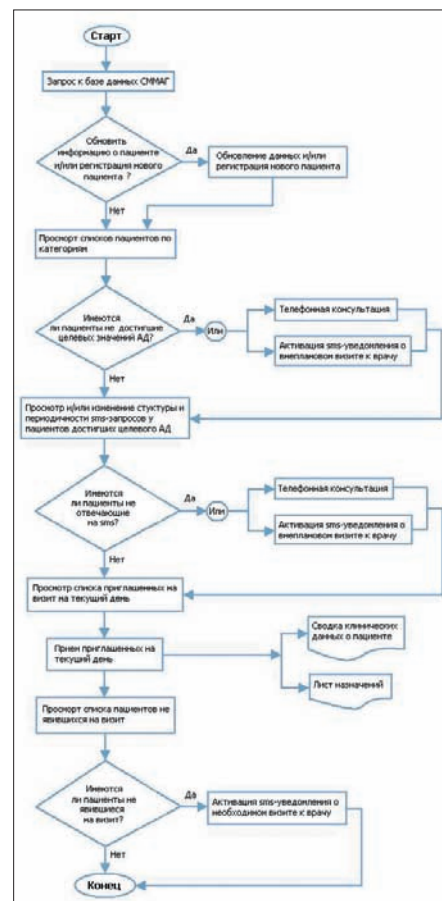 Старт
Запрос к базе данных СММАГ
Обновить
информацию о пациенте
и/или регистрация нового
пациента ?
Да
Обновление данных и/или
регистрация нового пациента
Нет
Просморт списков пациентов по
категориям
Имеются
ли пациенты не достигшие
целевых значений АД?
Да
Или
Телефонная консультация
Активация sms-уведомления о
внеплановом визите к врачу
Нет
Просмотр и/или изменение стуктуры и
периодичности sms-запросов у
пациентов достигших целевого АД
Имеются
ли пациенты не
отвечающие
на sms?
Да
Или
Телефонная консультация
Активация sms-уведомления о
внеплановом визите к врачу
Нет
Просмотр списка приглашенных на
визит на текущий день
Прием приглашенных на
текущий день
Сводка клинических
данных о пациенте
Лист назначений
Просморт списка пациентов не
явившихся на визит
Имеются
ли пациенты не
явившиеся
на визит?
Да
Активация sms-уведомления о
необходимом визите к врачу
Нет
Конец